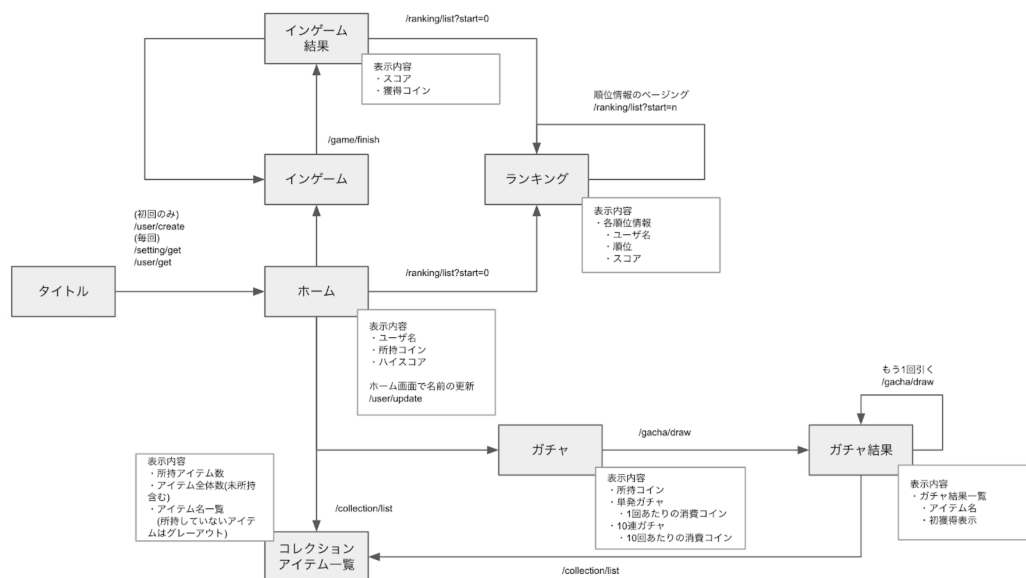 /ranking/list?start=0
インゲーム
結果
表示内容
・スコア
・獲得コイン
順位情報のページング
/ranking/list?start=n
/game/finish
インゲーム
ランキング
表示内容
・各順位情報
・ユーザ名
・順位
・スコア
(初回のみ)
/user/create
(毎回)
/setting/get
/user/get
タイトル
ホーム
/ranking/list?start=0
表示内容
・ユーザ名
・所持コイン
・ハイスコア
ホーム画面で名前の更新
/user/update
もう1回引く
/gacha/draw
ガチャ
/gacha/draw
ガチャ結果
表示内容
・所持コイン
・単発ガチャ
・1回あたりの消費コイン
・10連ガチャ
・10回あたりの消費コイン
表示内容
・ガチャ結果一覧
・アイテム名
・初獲得表示
表示内容
・所持アイテム数
・アイテム全体数(未所持
含む)
・アイテム名一覧
(所持していないアイテ
ムはグレーアウト)
/collection/list
コレクション
アイテム一覧
/collection/list